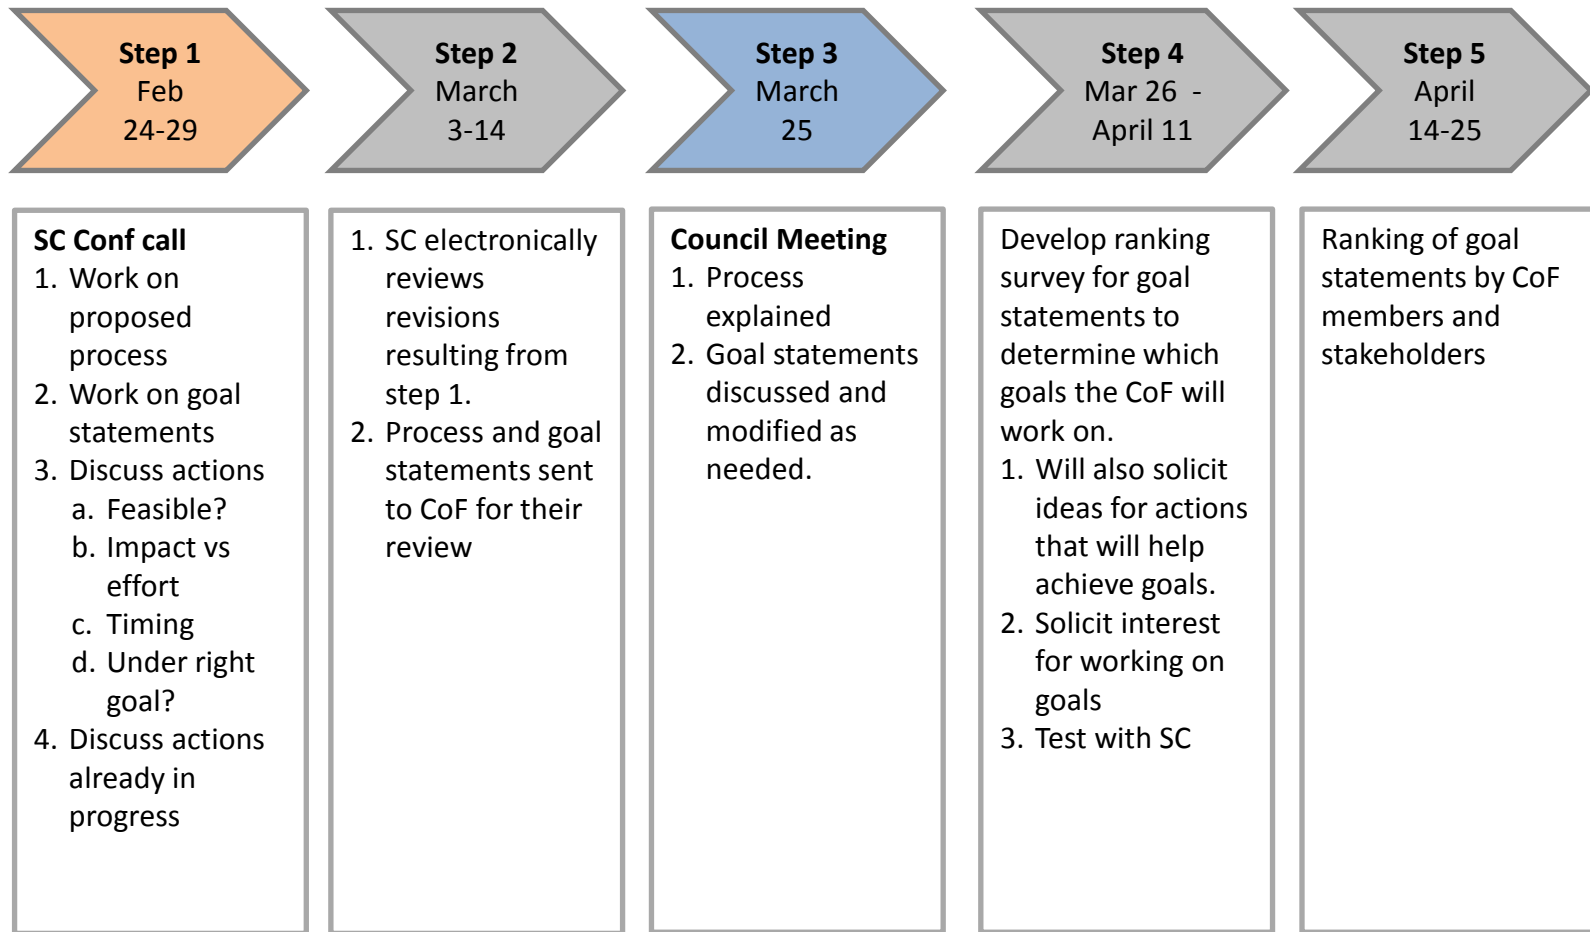 Step 1
Feb
24-29
Step 2
March
3-14
Step 3
March
25
Step 4
Mar 26 -
April 11
Step 5
April
14-25
SC Conf call
1. Work on
proposed
process
2. Work on goal
statements
3. Discuss actions
a. Feasible?
b. Impact vs
effort
c. Timing
d. Under right
goal?
4. Discuss actions
already in
progress
1. SC electronically
reviews
revisions
resulting from
step 1.
2. Process and goal
statements sent
to CoF for their
review
Council Meeting
1. Process
explained
2. Goal statements
discussed and
modified as
needed.
Develop ranking
survey for goal
statements to
determine which
goals the CoF will
work on.
1. Will also solicit
ideas for actions
that will help
achieve goals.
2. Solicit interest
for working on
goals
3. Test with SC
Ranking of goal
statements by CoF
members and
stakeholders